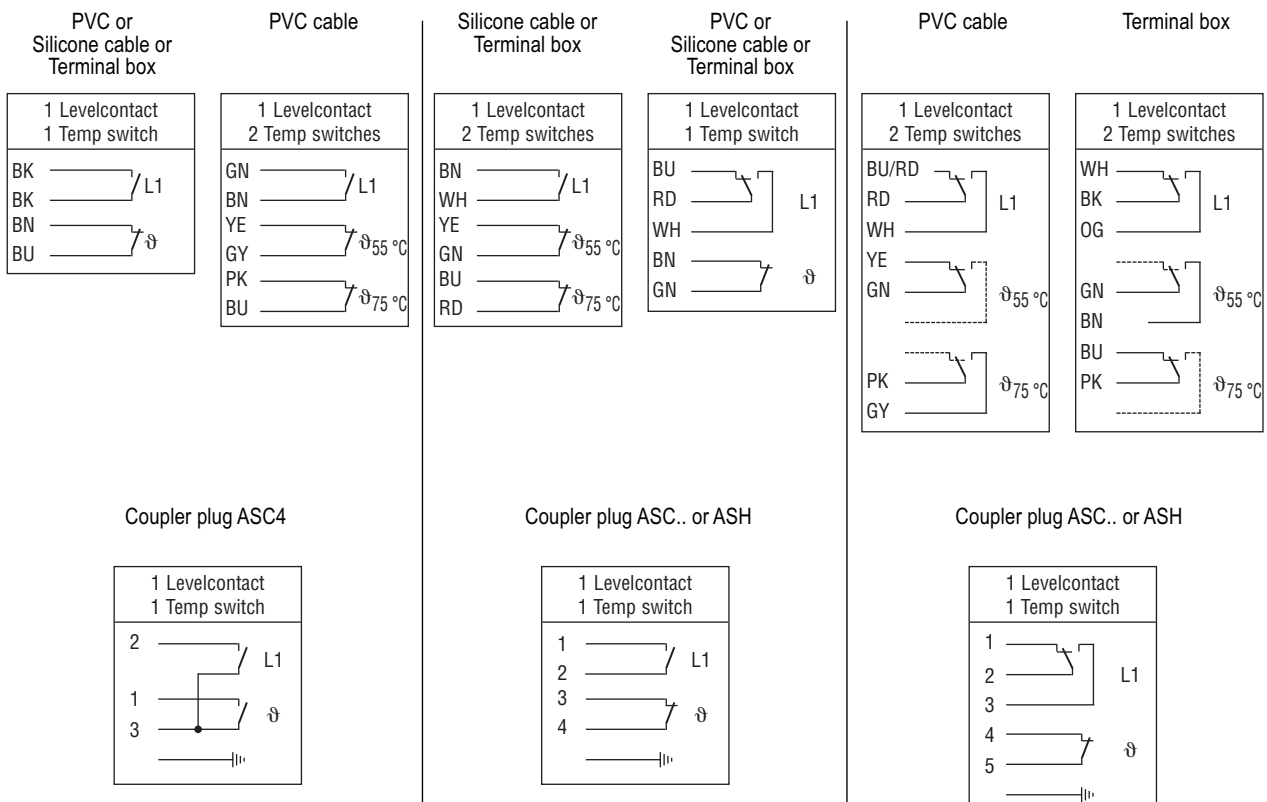 PVC or
Silicone cable or
Terminal box
1 Levelcontact
1 Temp switch
BK
BK
L1
BN
BU
ϑ
PVC cable
1 Levelcontact
2 Temp switches
GN
BN
L1
YE
GY
ϑ55 °C
PK
BU
ϑ75 °C
Silicone cable or
Terminal box
1 Levelcontact
2 Temp switches
BN
WH
L1
YE
GN
ϑ55 °C
BU
RD
ϑ75 °C
PVC or
Silicone cable or
Terminal box
1 Levelcontact
1 Temp switch
BU
RD
L1
WH
BN
GN
ϑ
PVC cable
1 Levelcontact
2 Temp switches
BU/RD
RD
L1
WH
YE
GN
ϑ55 °C
PK
ϑ75 °C
GY
Terminal box
1 Levelcontact
2 Temp switches
WH
BK
L1
OG
GN
ϑ55 °C
BN
BU
PK
ϑ75 °C
Coupler plug ASC4
1 Levelcontact
1 Temp switch
2
L1
1
ϑ
3
Coupler plug ASC.. or ASH
1 Levelcontact
1 Temp switch
1
L1
2
3
ϑ
4
Coupler plug ASC.. or ASH
1 Levelcontact
1 Temp switch
1
2
L1
3
4
ϑ
5